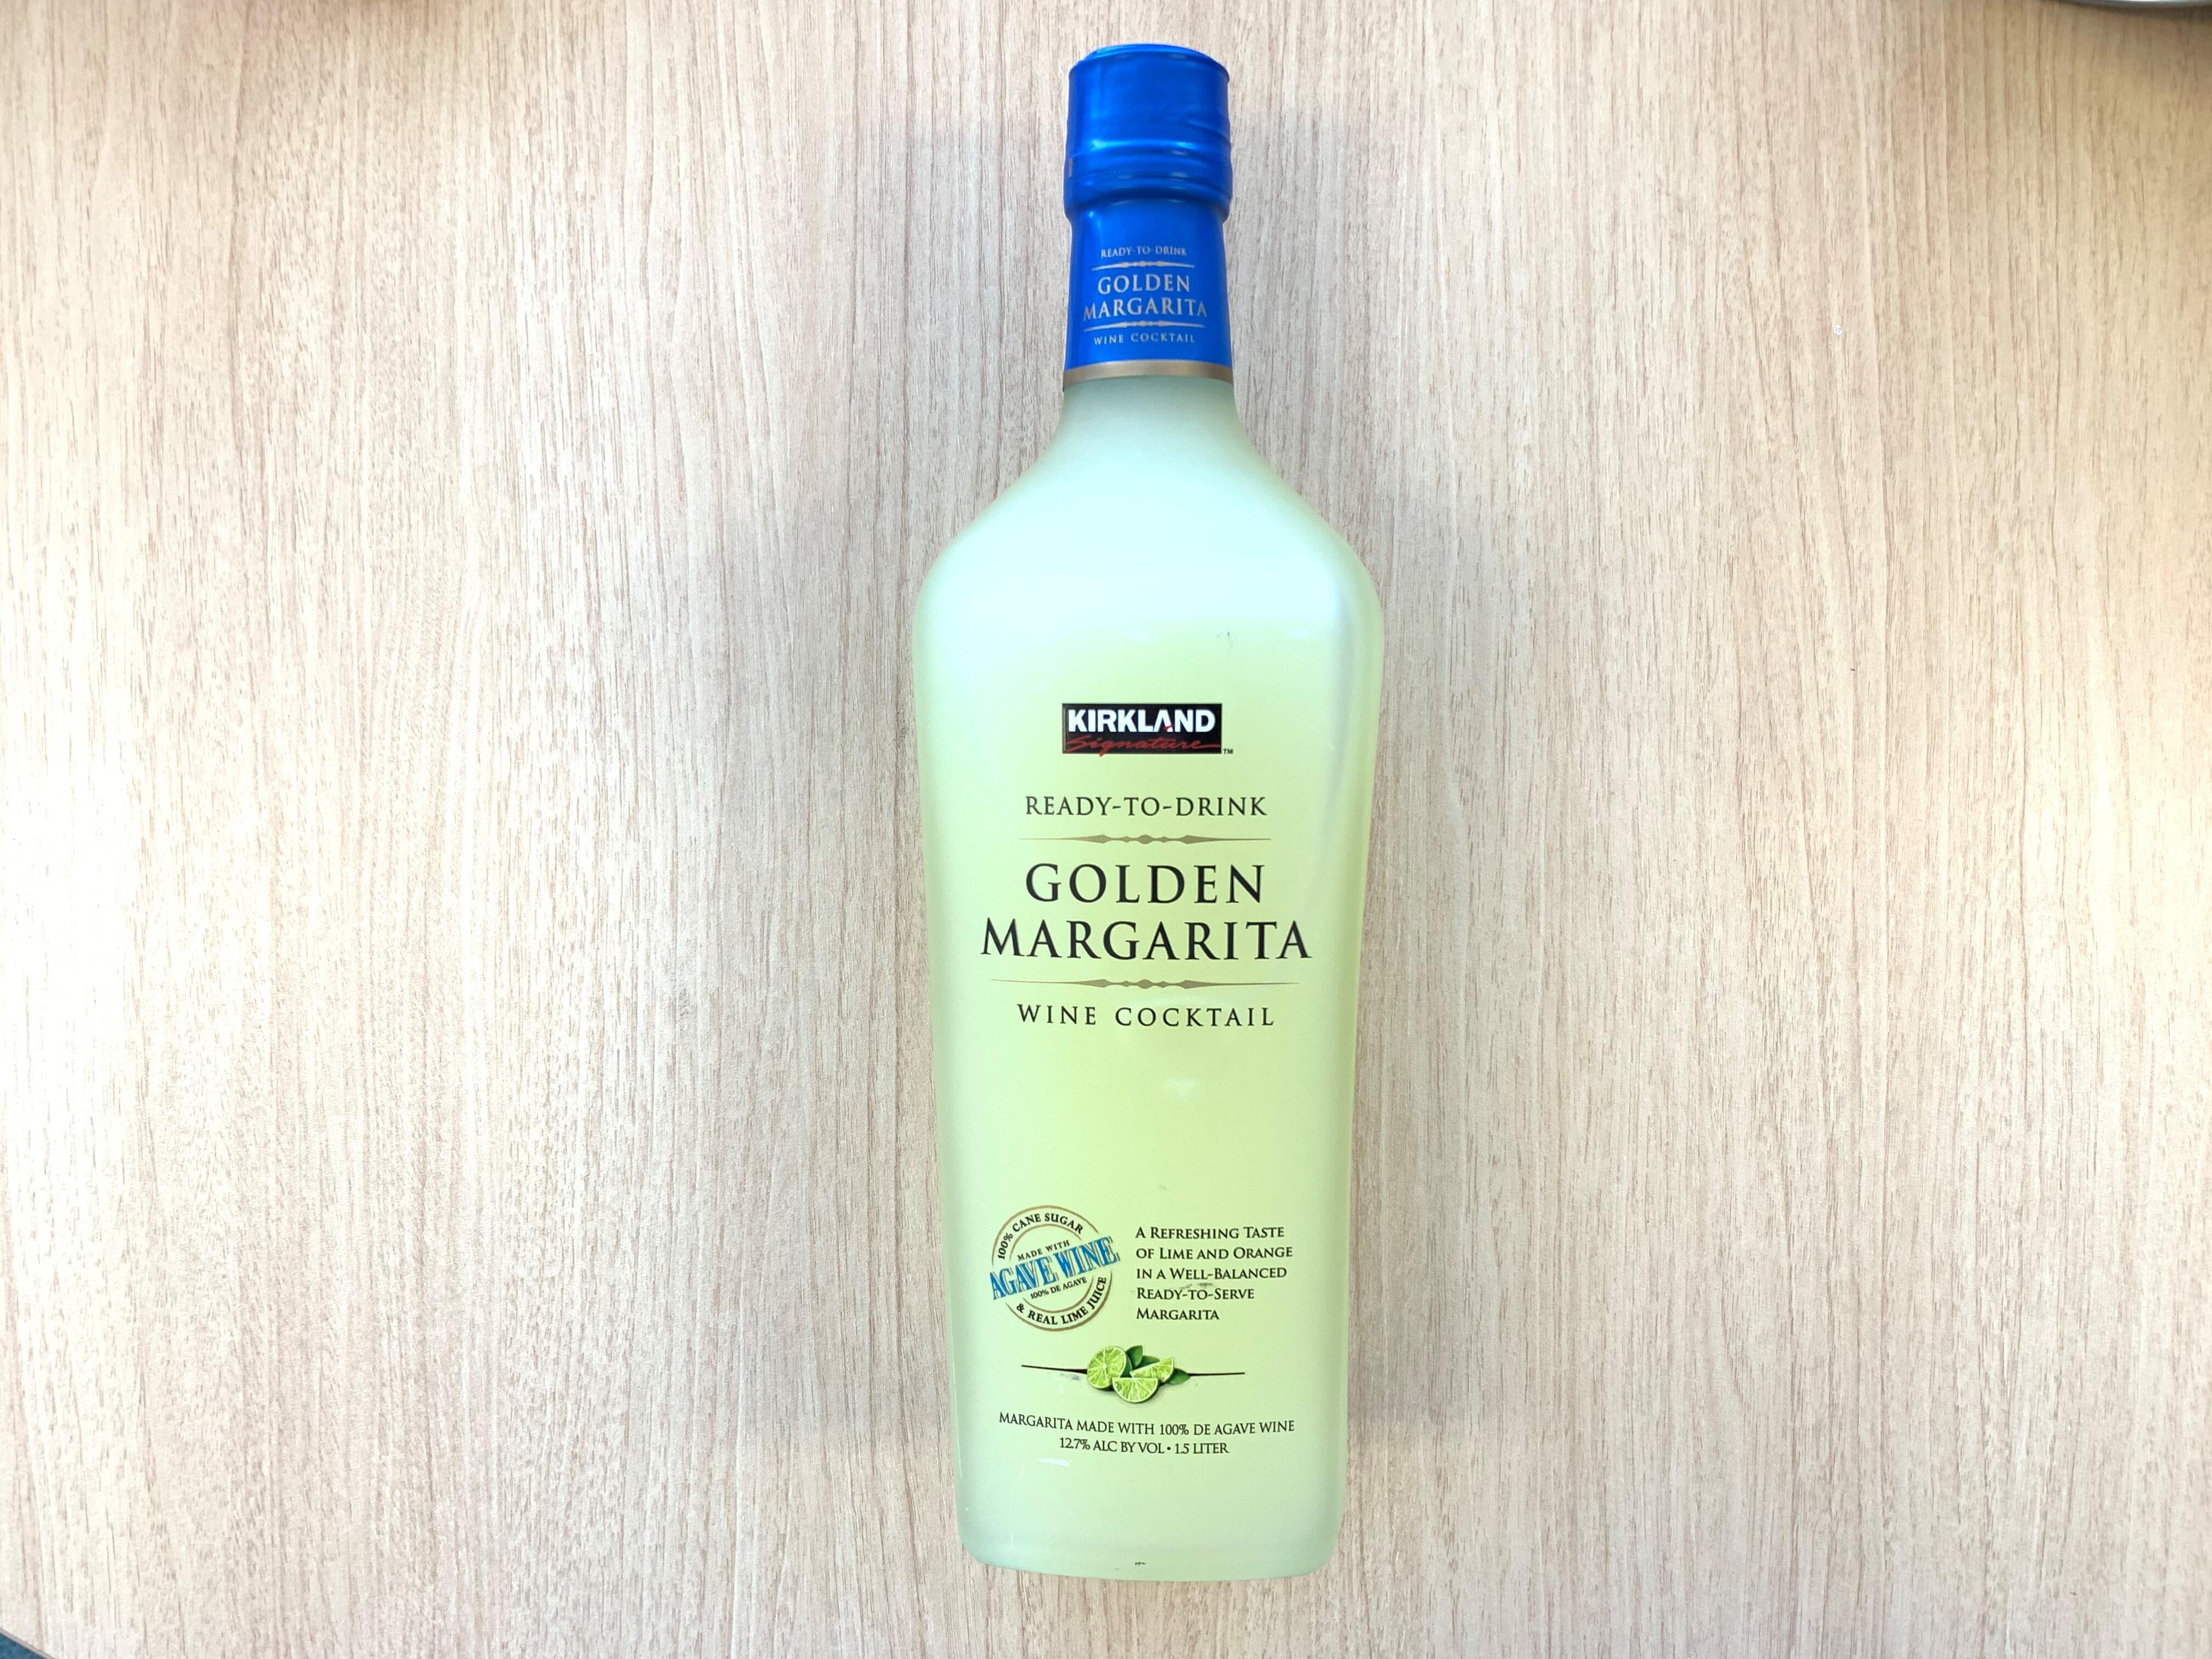 READY-TO-DRINK
GOLDEN
MARGARITA
WINE COCKTAIL
KIRKLAND
Signature TM
READY-TO-DRINK
GOLDEN
MARGARITA
WINE COCKTAIL
100% CANE SUGAR
MADE WITH
AGAVE WINE
100% DE AGAVE
& REAL LIME JUICE
A REFRESHING TASTE
OF LIME AND ORANGE
IN A WELL-BALANCED
READY-TO-SERVE
MARGARITA
MARGARITA MADE WITH 100% DE AGAVE WINE
12.7% ALC BY VOL • 1.5 LITER